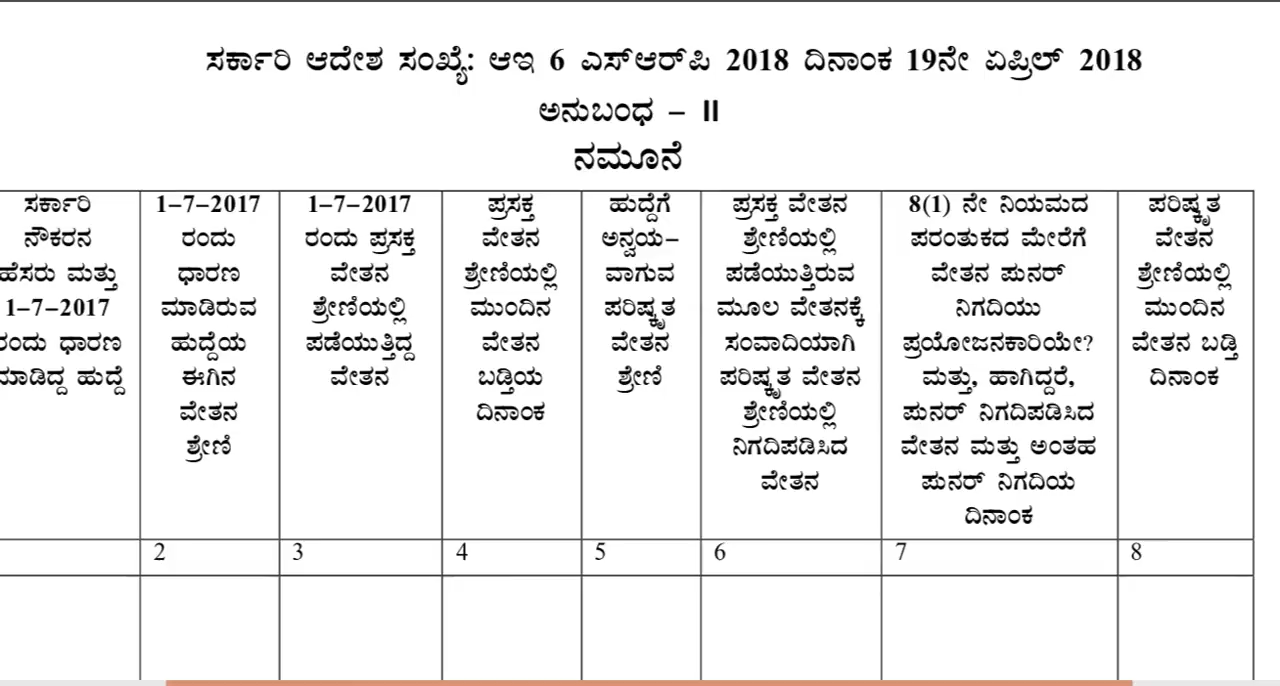 ಸರ್ಕಾರಿ ಆದೇಶ ಸಂಖ್ಯೆ: ಆಇ 6 ಎಸ್ಆರ್‌ಪಿ 2018 ದಿನಾಂಕ 19ನೇ ಏಪ್ರಿಲ್ 2018
ಅನುಬಂಧ – II
ನಮೂನೆ
ಸರ್ಕಾರಿ
ನೌಕರನ
ಹೆಸರು ಮತ್ತು
1-7-2017
ರಂದು ಧಾರಣ
ಮಾಡಿದ್ದ ಹುದ್ದೆ
1-7-2017
ರಂದು
ಧಾರಣ
ಮಾಡಿರುವ
ಹುದ್ದೆಯ
ಈಗಿನ
ವೇತನ
ಶ್ರೇಣಿ
1-7-2017
ರಂದು ಪ್ರಸಕ್ತ
ವೇತನ
ಶ್ರೇಣಿಯಲ್ಲಿ
ಪಡೆಯುತ್ತಿದ್ದ
ವೇತನ
ಪ್ರಸಕ್ತ
ವೇತನ
ಶ್ರೇಣಿಯಲ್ಲಿ
ಮುಂದಿನ
ವೇತನ
ಬಡ್ತಿಯ
ದಿನಾಂಕ
ಹುದ್ದೆಗೆ
ಅನ್ವಯ-
ವಾಗುವ
ಪರಿಷ್ಕೃತ
ವೇತನ
ಶ್ರೇಣಿ
ಪ್ರಸಕ್ತ ವೇತನ
ಶ್ರೇಣಿಯಲ್ಲಿ
ಪಡೆಯುತ್ತಿರುವ
ಮೂಲ ವೇತನಕ್ಕೆ
ಸಂವಾದಿಯಾಗಿ
ಪರಿಷ್ಕೃತ ವೇತನ
ಶ್ರೇಣಿಯಲ್ಲಿ
ನಿಗದಿಪಡಿಸಿದ
ವೇತನ
8(1) ನೇ ನಿಯಮದ
ಪರಂತುಕದ ಮೇರೆಗೆ
ವೇತನ ಪುನರ್
ನಿಗದಿಯು
ಪ್ರಯೋಜನಕಾರಿಯೇ?
ಮತ್ತು, ಹಾಗಿದ್ದರೆ,
ಪುನರ್ ನಿಗದಿಪಡಿಸಿದ
ವೇತನ ಮತ್ತು ಅಂತಹ
ಪುನರ್ ನಿಗದಿಯ
ದಿನಾಂಕ
ಪರಿಷ್ಕೃತ
ವೇತನ
ಶ್ರೇಣಿಯಲ್ಲಿ
ಮುಂದಿನ
ವೇತನ ಬಡ್ತಿ
ದಿನಾಂಕ
2 3 4 5 6 7 8